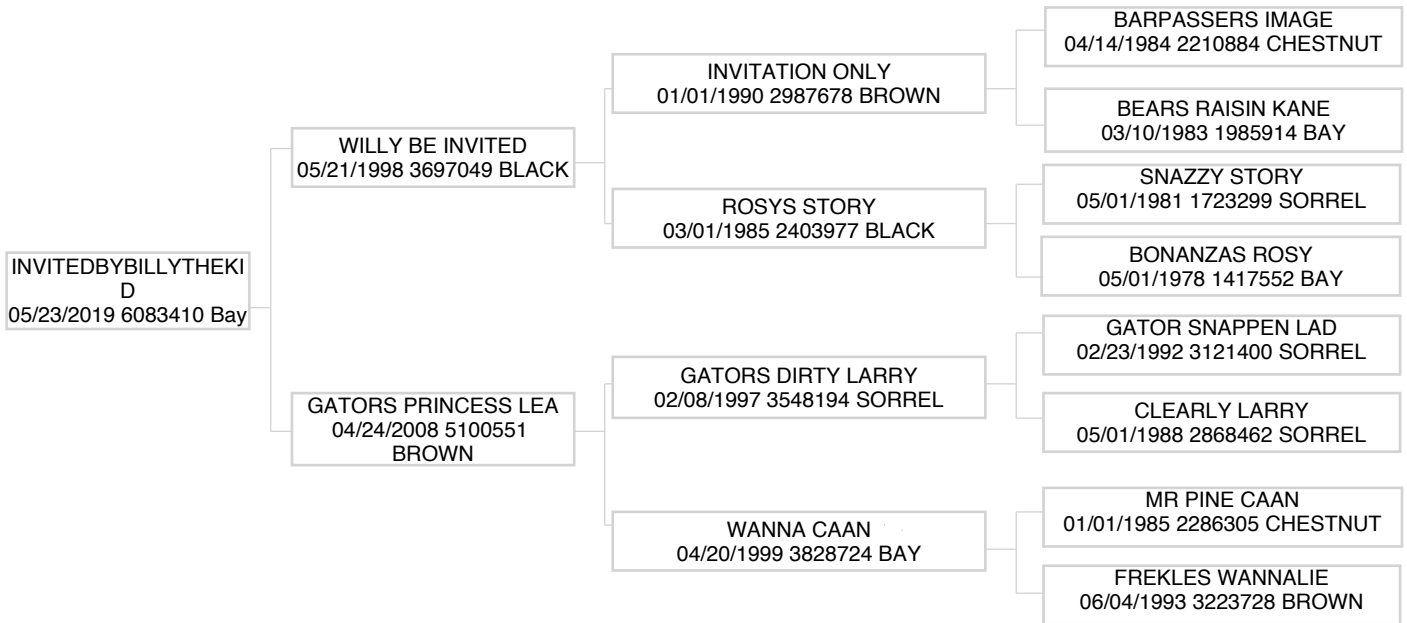 INVITEDBYBILLYTHEKI
D
05/23/2019 6083410 Bay
WILLY BE INVITED
05/21/1998 3697049 BLACK
GATORS PRINCESS LEA
04/24/2008 5100551
BROWN
INVITATION ONLY
01/01/1990 2987678 BROWN
ROSYS STORY
03/01/1985 2403977 BLACK
GATORS DIRTY LARRY
02/08/1997 3548194 SORREL
WANNA CAAN
04/20/1999 3828724 BAY
BARPASSERS IMAGE
04/14/1984 2210884 CHESTNUT
BEARS RAISIN KANE
03/10/1983 1985914 BAY
SNAZZY STORY
05/01/1981 1723299 SORREL
BONANZAS ROSY
05/01/1978 1417552 BAY
GATOR SNAPPEN LAD
02/23/1992 3121400 SORREL
CLEARLY LARRY
05/01/1988 2868462 SORREL
MR PINE CAAN
01/01/1985 2286305 CHESTNUT
FREKLES WANNALIE
06/04/1993 3223728 BROWN